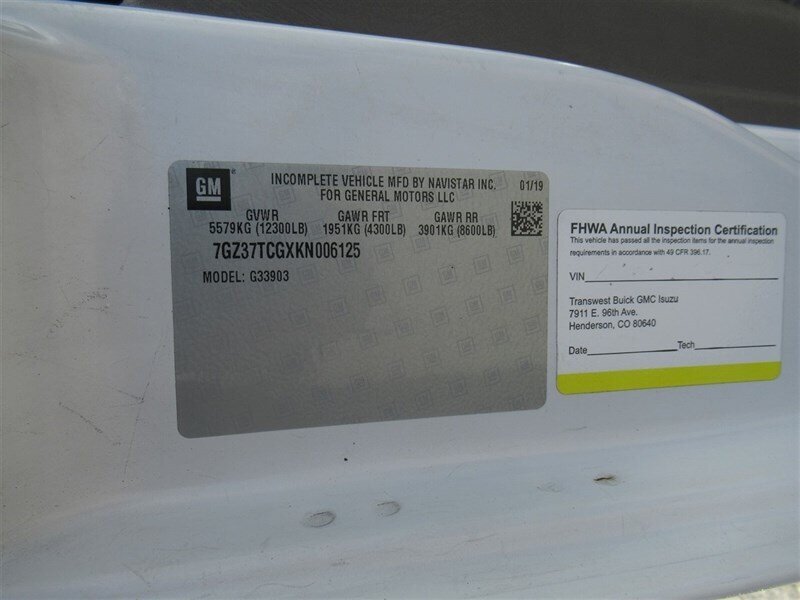 GM
INCOMPLETE VEHICLE MFD BY NAVISTAR INC. 01/19
FOR GENERAL MOTORS LLC
GVWR GAWR FRT GAWR RR
5579KG (12300LB) 1951KG (4300LB) 3901KG (8600LB)
7GZ37TCGXKN006125
MODEL: G33903
FHWA Annual Inspection Certification
This vehicle has passed all the inspection items for the annual
inspection requirements in accordance with 49 CFR 396.17.
VIN
Transwest Buick GMC Isuzu
7911 E. 96th Ave.
Henderson, CO 80640
Date Tech